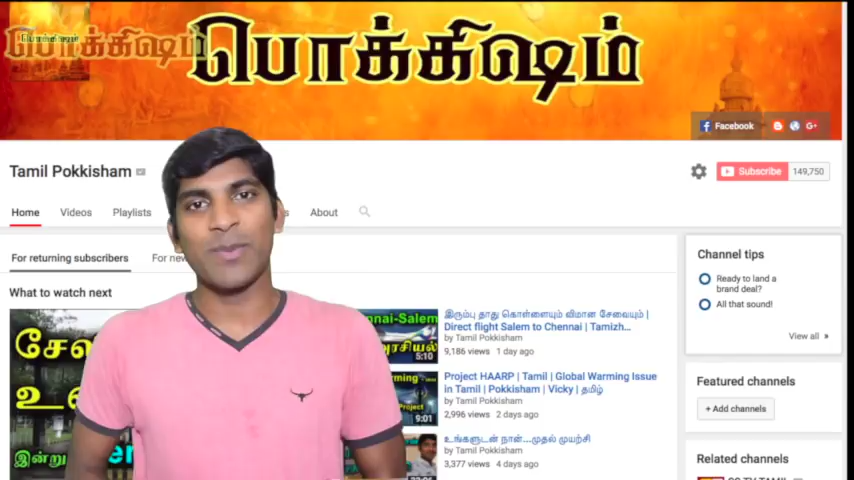 பொக்கிஷம்
பொக்கிஷம்
Facebook
Tamil Pokkisham
Subscribe 149,750
Home Videos Playlists About
For returning subscribers
What to watch next
இரும்பு தாது கொள்ளையும் விமான சேவையும் |
Direct flight Salem to Chennai | Tamizh...
by Tamil Pokkisham
9,186 views 1 day ago
5:10
Project HAARP | Tamil | Global Warming Issue
in Tamil | Pokkisham | Vicky | தமிழ்
by Tamil Pokkisham
2,996 views 2 days ago
Project
9:01
உங்களுடன் நான்...முதல் முயற்சி
by Tamil Pokkisham
3,377 views 4 days ago
Channel tips
Ready to land a
brand deal?
All that sound!
View all »
Featured channels
+ Add channels
Related channels